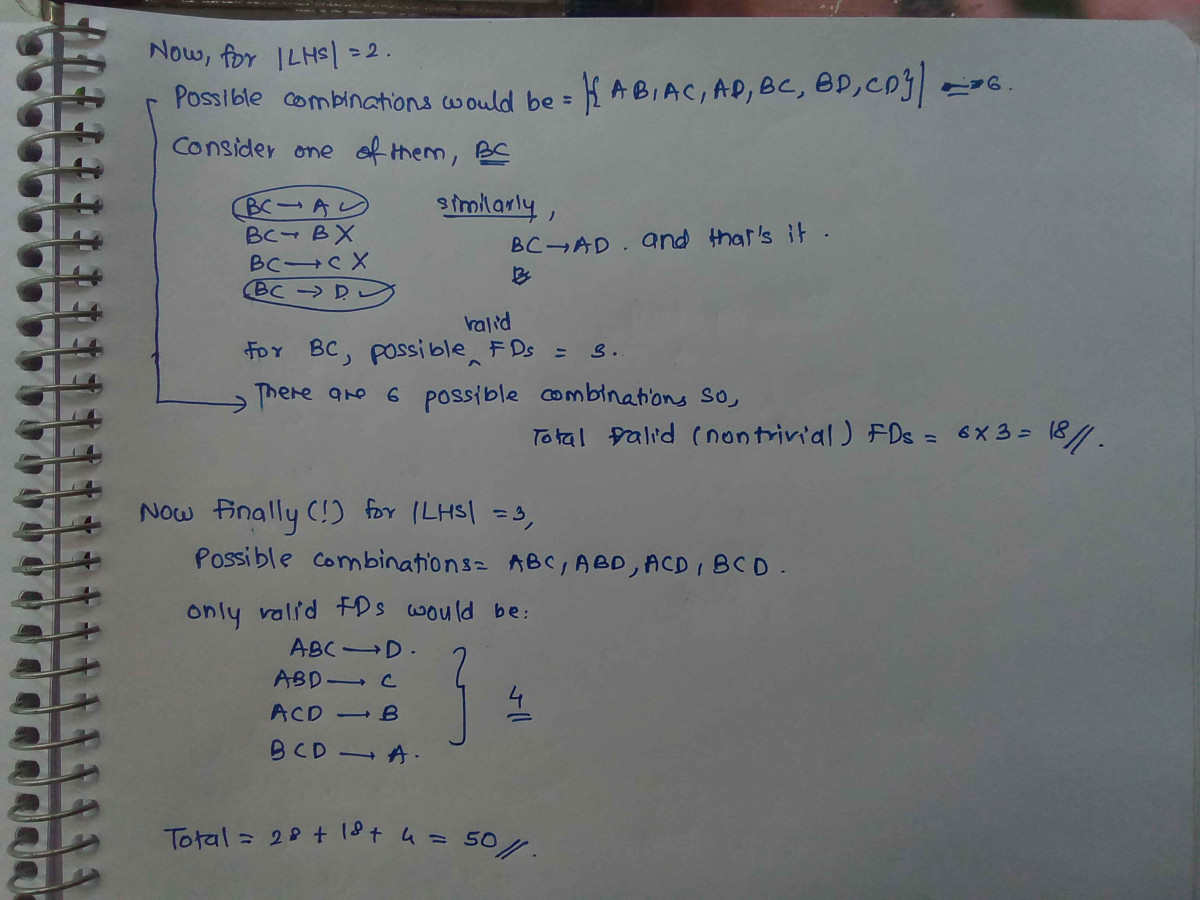 Now, for |LHS| = 2.
Possible combinations would be = |{ AB, AC, AD, BC, BD, CD}| => 6.
Consider one of them, BC
BC → A ✓
BC → B X
BC → C X
BC → D ✓
similarly,
BC → AD . and that's it .
for BC, possible valid FDs = 3.
There are 6 possible combinations so,
Total valid (nontrivial) FDs = 6 X 3 = 18 //.
Now finally (!) for |LHS| = 3,
Possible combinations = ABC, ABD, ACD, BCD.
only valid FDs would be:
ABC → D.
ABD → C
ACD → B
BCD → A.
4
Total = 28 + 18 + 4 = 50 //.